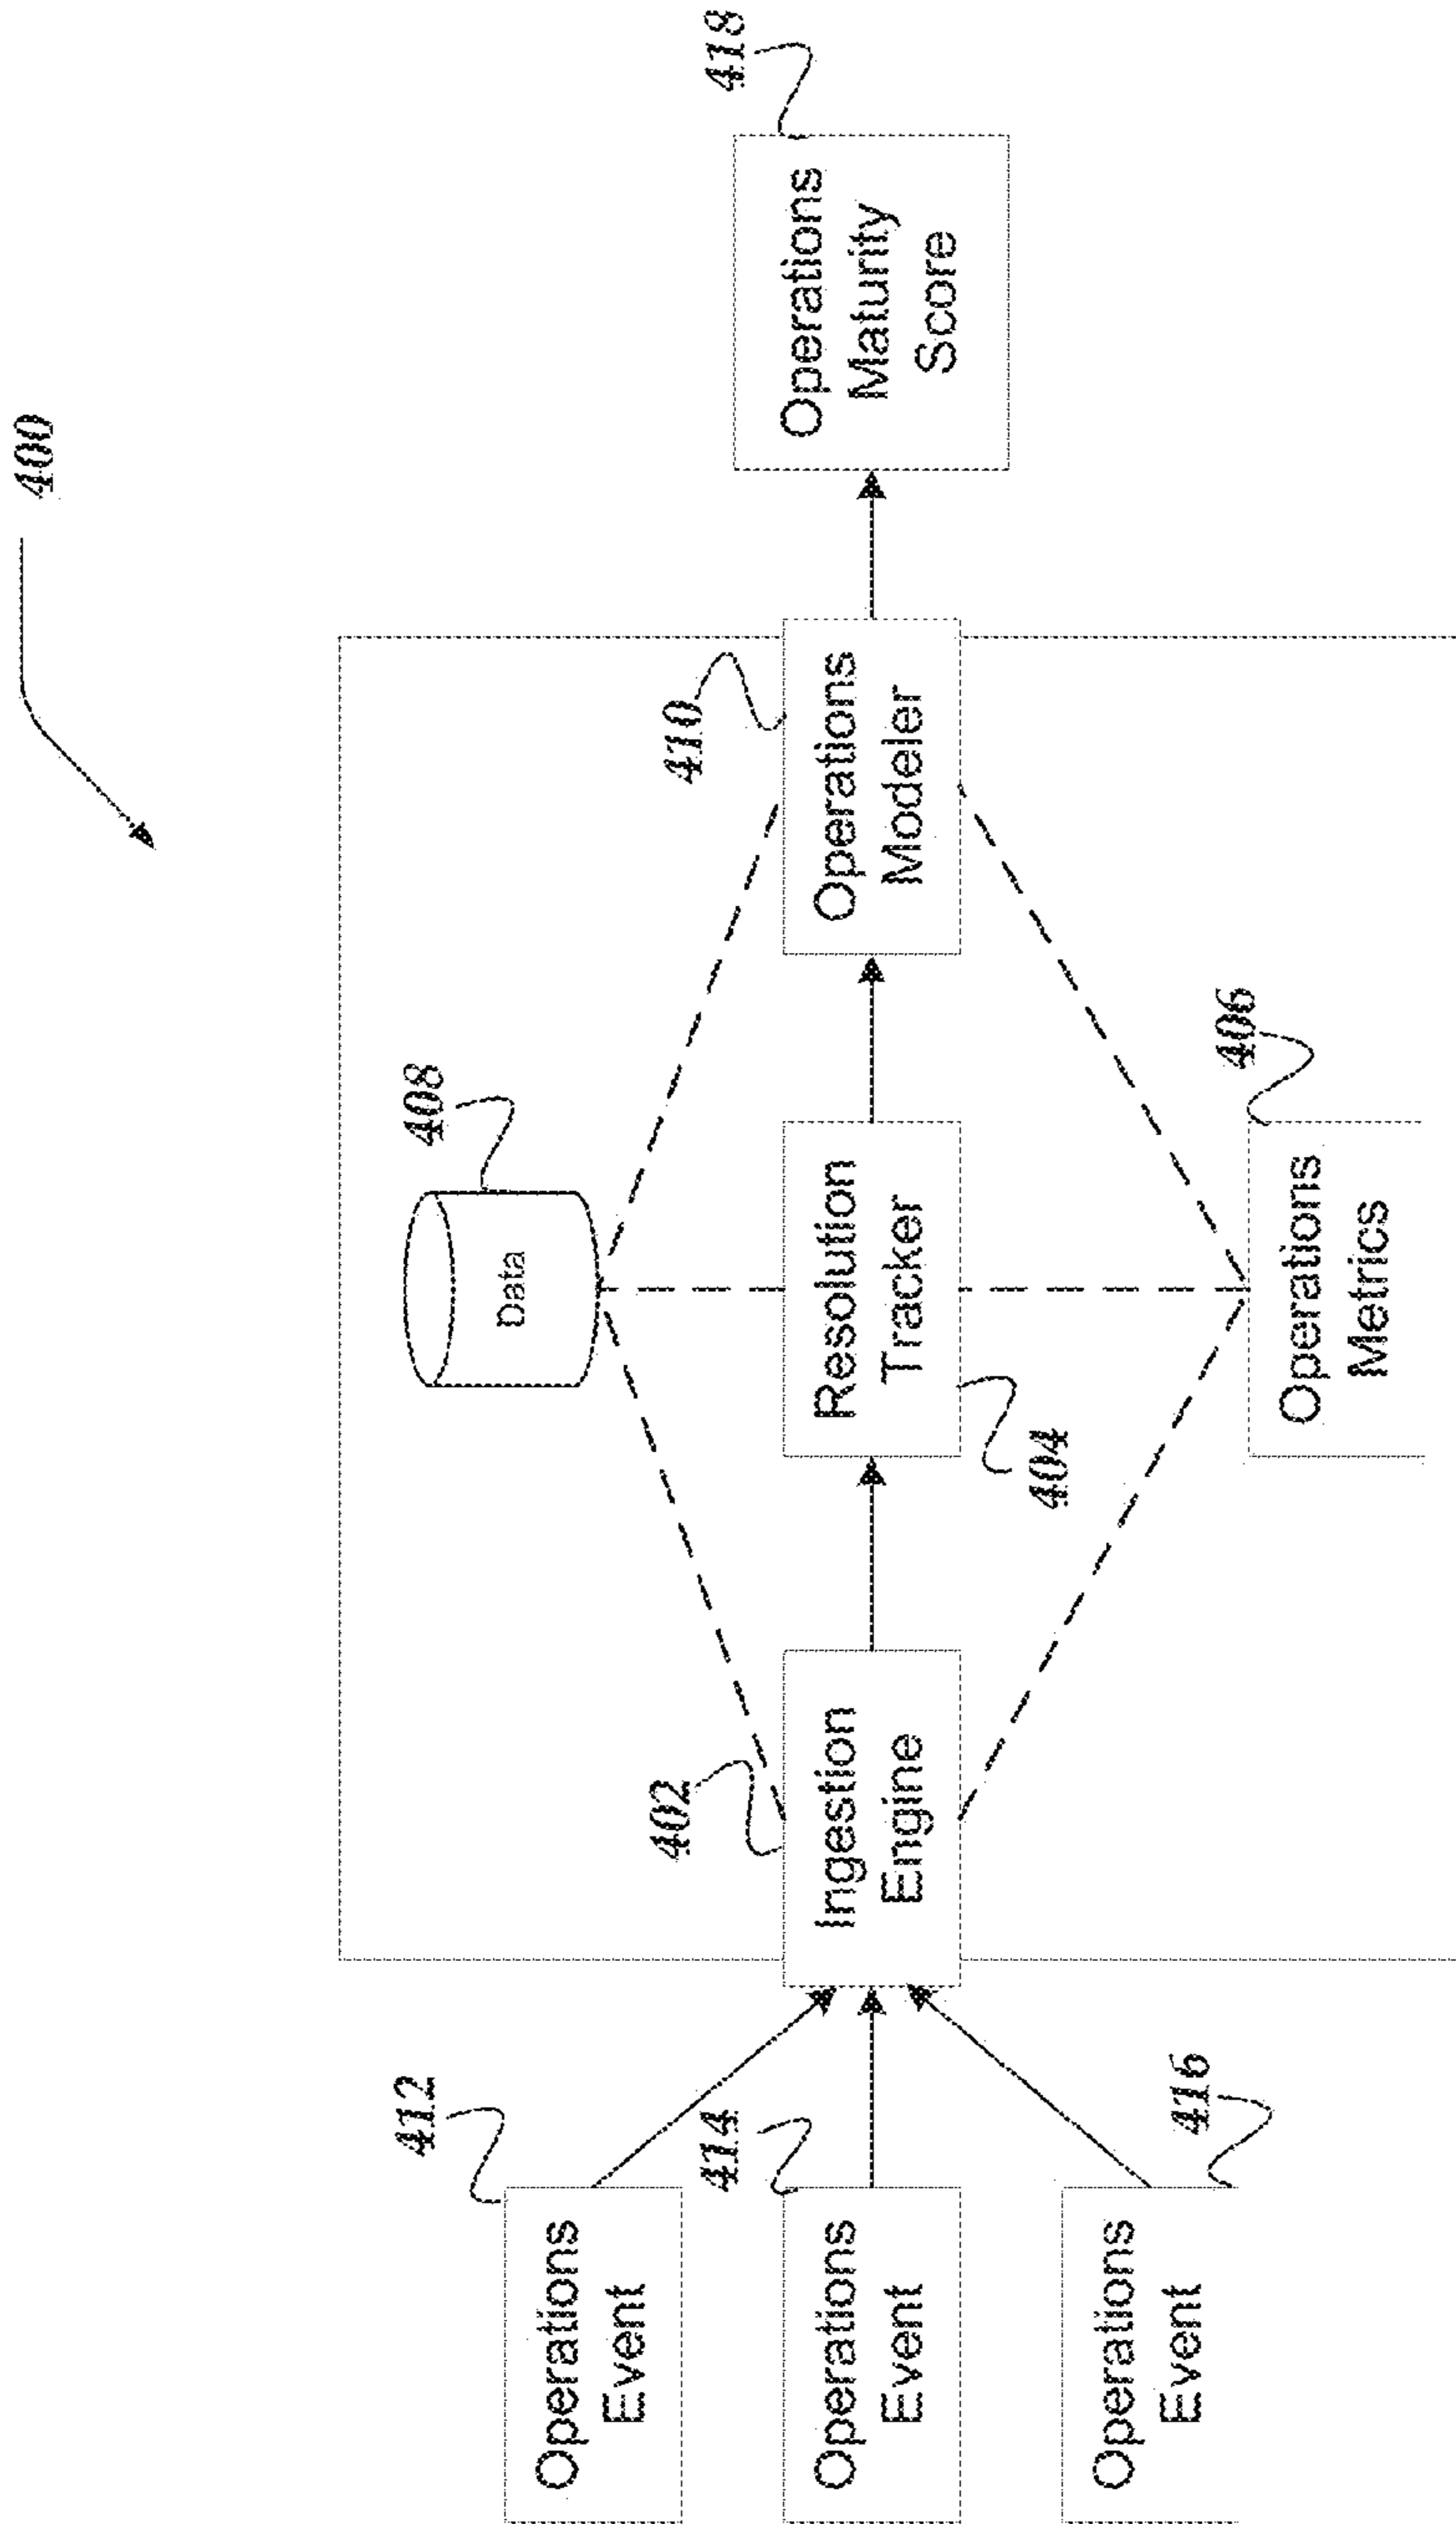 400
408
Data
412
Operations
Event
402
410
418
414
Operations
Event
Ingestion
Engine
Resolution
Tracker
Operations
Modeler
Operations
Maturity
Score
404
416
Operations
Event
406
Operations
Metrics